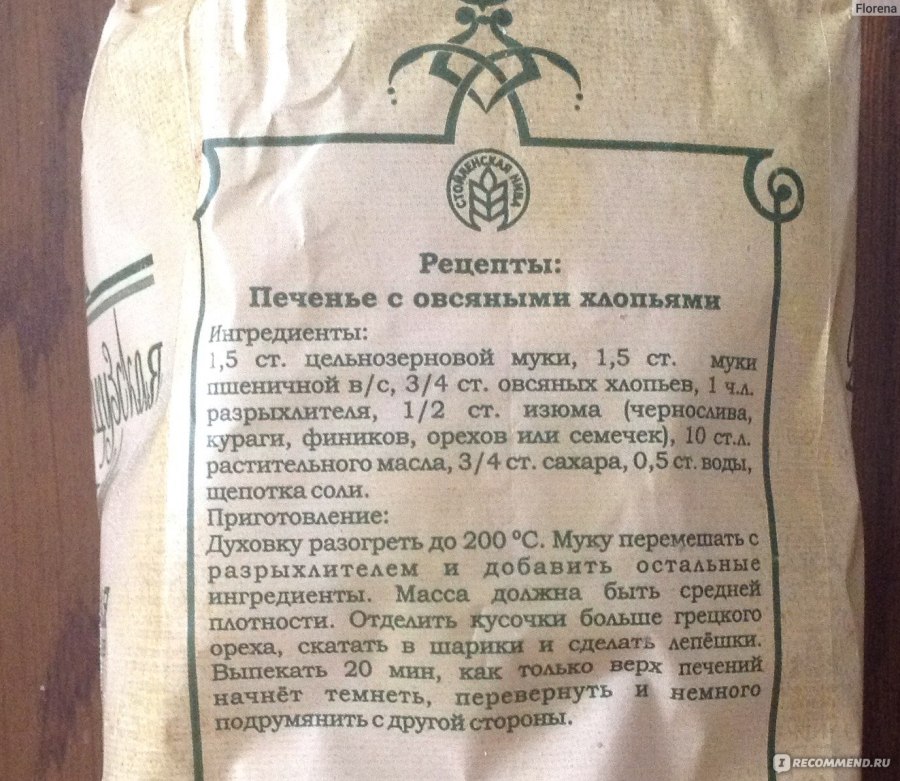 Florena
СТОЙЛЕНСКАЯ НИВА
Рецепты:
Печенье с овсяными хлопьями
Ингредиенты:
1,5 ст. цельнозерновой муки, 1,5 ст. муки
пшеничной в/с, 3/4 ст. овсяных хлопьев, 1 ч.л.
разрыхлителя, 1/2 ст. изюма (чернослива,
кураги, фиников, орехов или семечек), 10 ст.л.
растительного масла, 3/4 ст. сахара, 0,5 ст. воды,
щепотка соли.
Приготовление:
Духовку разогреть до 200 ⁰С. Муку перемешать с
разрыхлителем и добавить остальные
ингредиенты. Масса должна быть средней
плотности. Отделить кусочки больше грецкого
ореха, скатать в шарики и сделать лепёшки.
Выпекать 20 мин, как только верх печений
начнёт темнеть, перевернуть и немного
подрумянить с другой стороны.
I RECOMMEND.RU